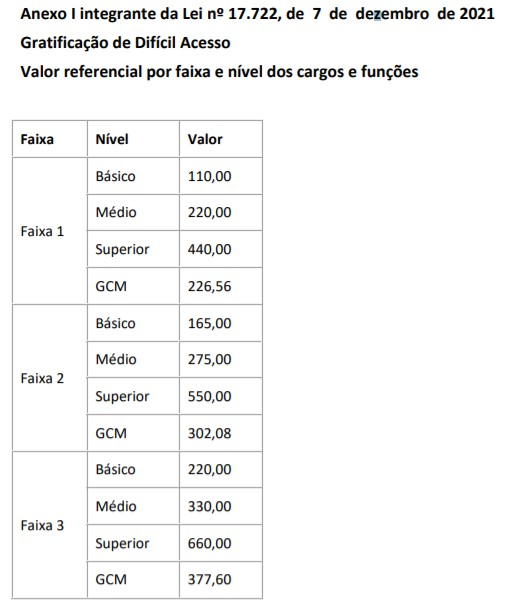 Anexo I integrante da Lei nº 17.722, de 7 de dezembro de 2021
Gratificação de Difícil Acesso
Valor referencial por faixa e nível dos cargos e funções
Faixa Nível Valor
Faixa 1
Básico 110,00
Médio 220,00
Superior 440,00
GCM 226,56
Faixa 2
Básico 165,00
Médio 275,00
Superior 550,00
GCM 302,08
Faixa 3
Básico 220,00
Médio 330,00
Superior 660,00
GCM 377,60